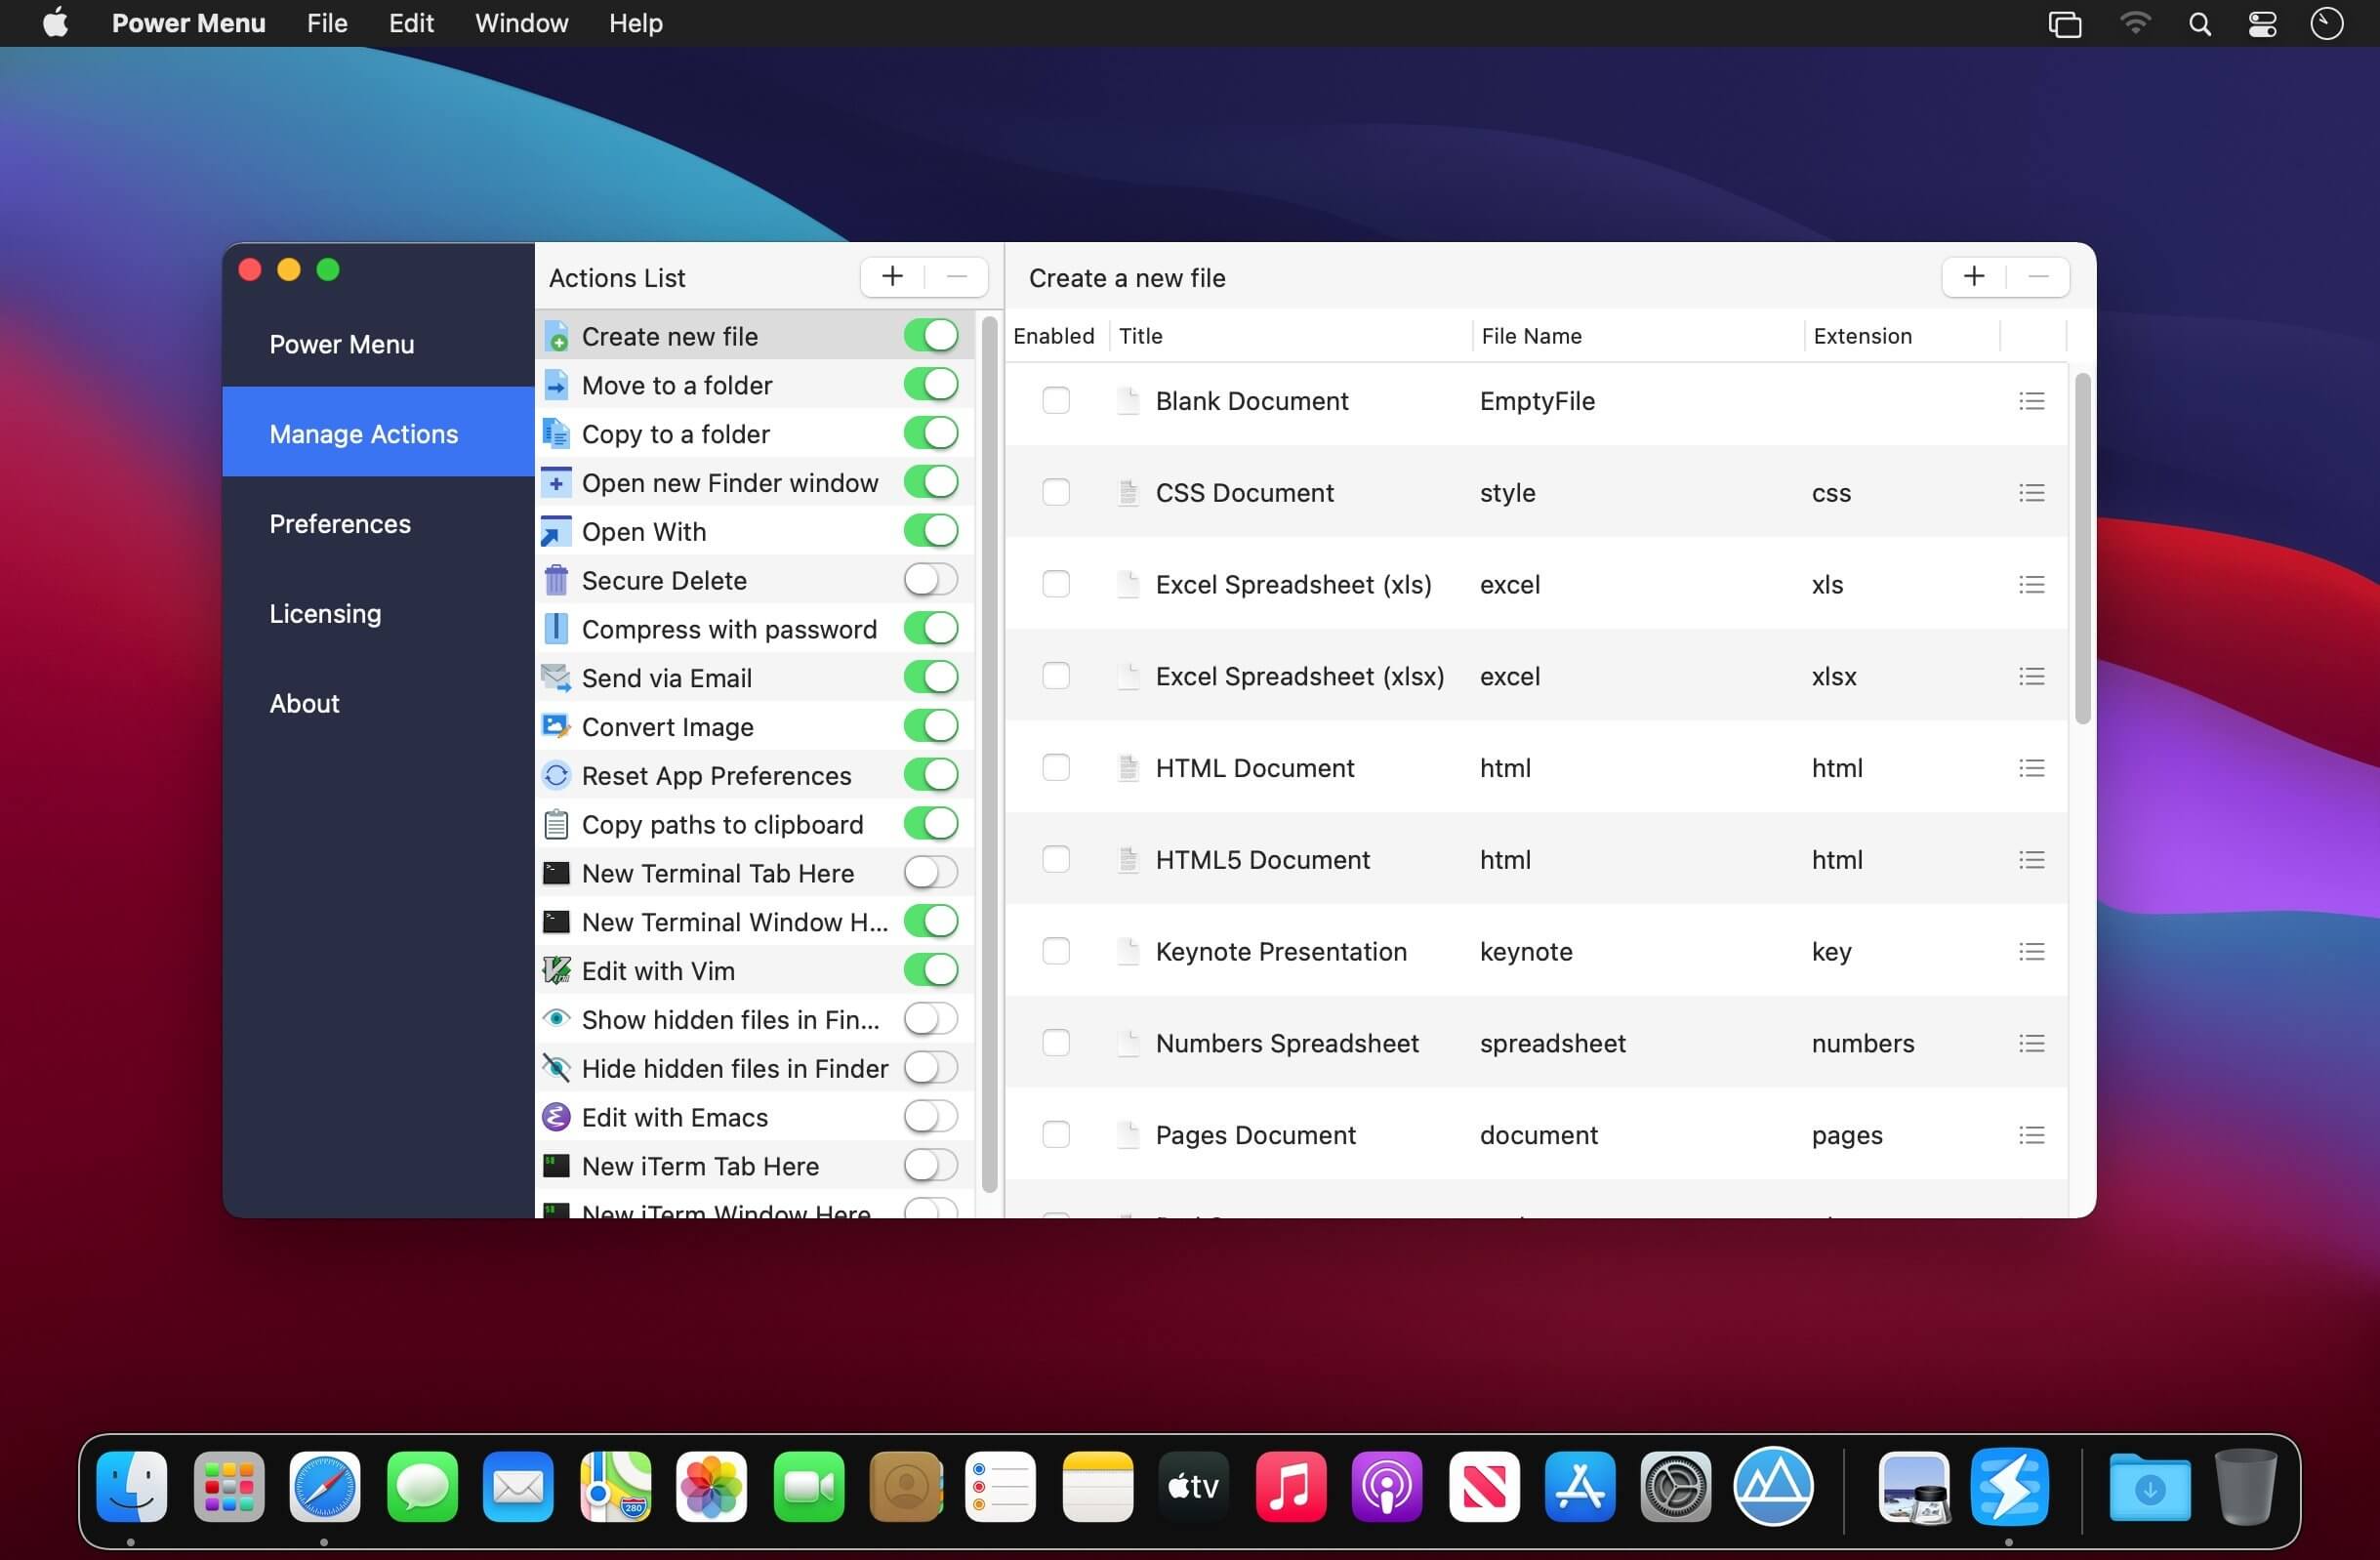 Power Menu File Edit Window Help
Power Menu
Manage Actions
Preferences
Licensing
About
Actions List
Create new file
Move to a folder
Copy to a folder
Open new Finder window
Open With
Secure Delete
Compress with password
Send via Email
Convert Image
Reset App Preferences
Copy paths to clipboard
New Terminal Tab Here
New Terminal Window H...
Edit with Vim
Show hidden files in Fin...
Hide hidden files in Finder
Edit with Emacs
New iTerm Tab Here
New iTerm Window Here
Create a new file
Enabled Title File Name Extension
Blank Document EmptyFile
CSS Document style css
Excel Spreadsheet (xls) excel xls
Excel Spreadsheet (xlsx) excel xlsx
HTML Document html html
HTML5 Document html html
Keynote Presentation keynote key
Numbers Spreadsheet spreadsheet numbers
Pages Document document pages
280
tv